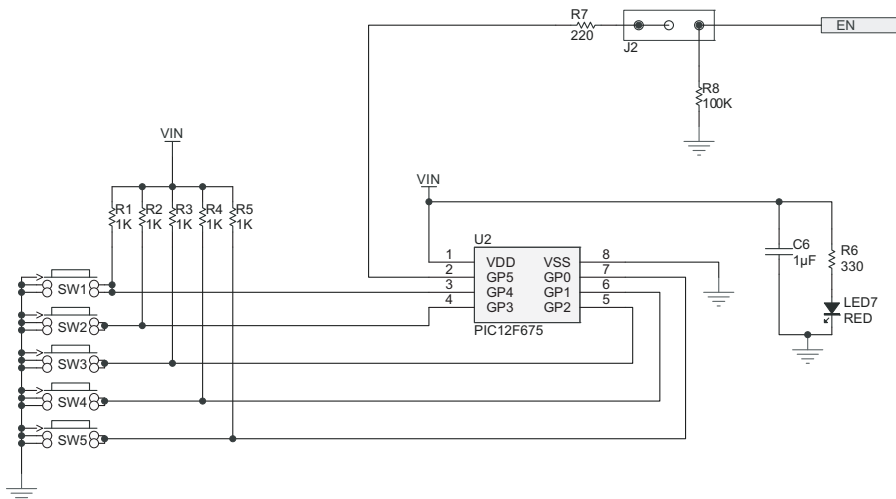 R7
220
J2
EN
R8
100K
VIN
R1
1K
R2
1K
R3
1K
R4
1K
R5
1K
VIN
U2
1 VDD VSS 8
2 GP5 GP0 7
3 GP4 GP1 6
4 GP3 GP2 5
PIC12F675
C6
1µF
R6
330
LED7
RED
SW1
SW2
SW3
SW4
SW5